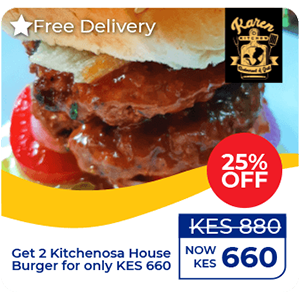 Free Delivery
Karen
KITCHEN
25%
OFF
KES 880
Get 2 Kitchenosa House
Burger for only KES 660
NOW
KES 660